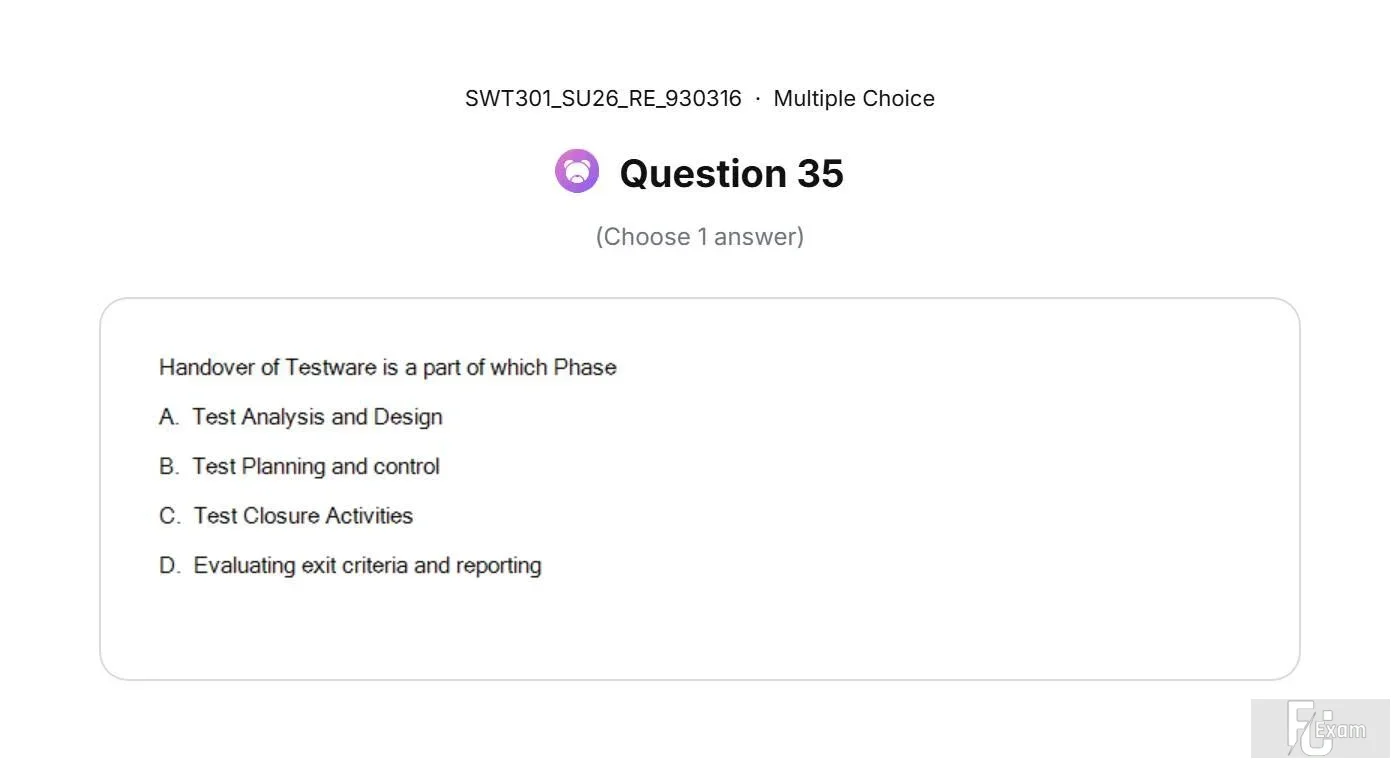 SWT301_SU26_RE_930316 · Multiple Choice
Question 35
(Choose 1 answer)
Handover of Testware is a part of which Phase
A. Test Analysis and Design
B. Test Planning and control
C. Test Closure Activities
D. Evaluating exit criteria and reporting
Exam